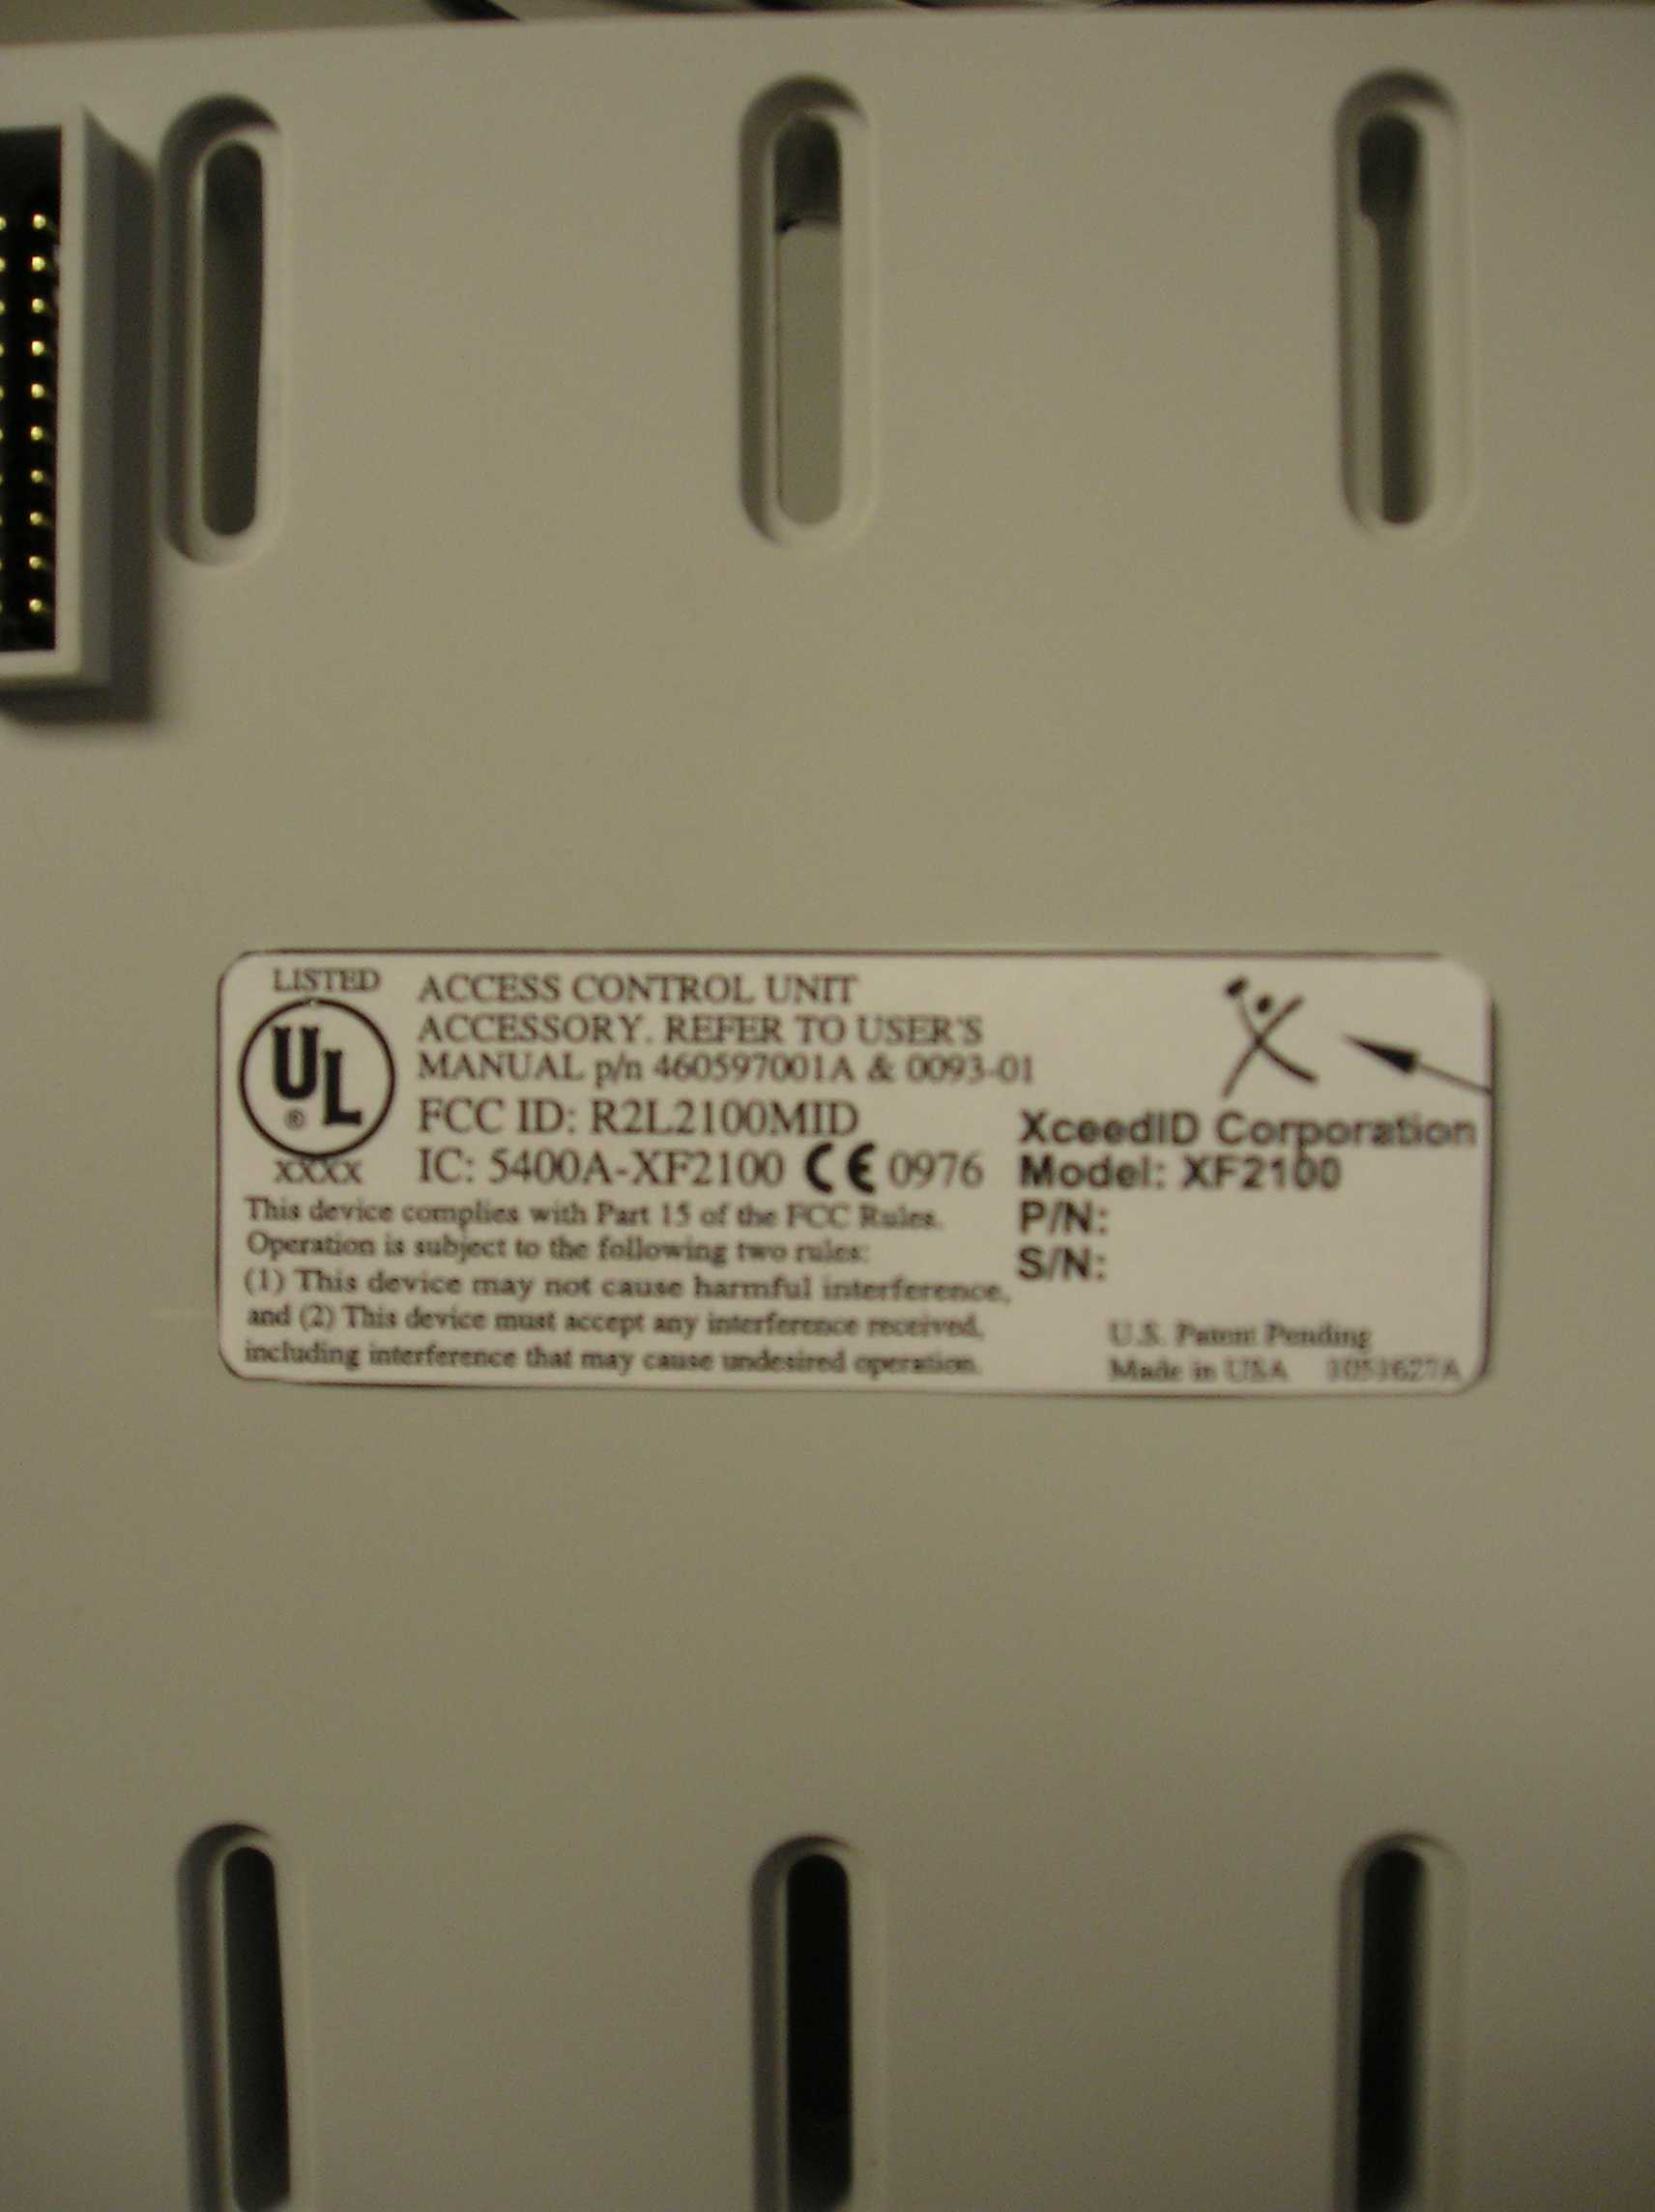 LISTED
UL
®
XXXX
ACCESS CONTROL UNIT
ACCESSORY. REFER TO USER'S
MANUAL p/n 460597001A & 0093-01
FCC ID: R2L2100MID
IC: 5400A-XF2100 CE 0976
This device complies with Part 15 of the FCC Rules.
Operation is subject to the following two rules:
(1) This device may not cause harmful interference,
and (2) This device must accept any interference received,
including interference that may cause undesired operation.
XceedID Corporation
Model: XF2100
P/N:
S/N:
U.S. Patent Pending
Made in USA